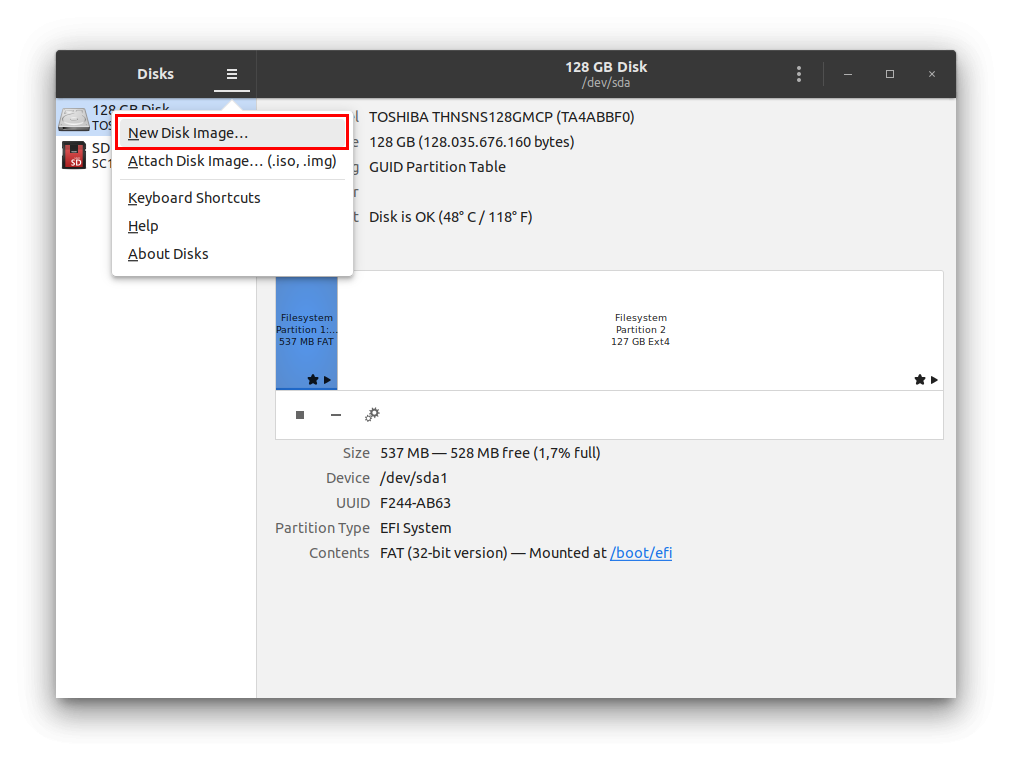 Disks
128 GB Disk
/dev/sda
128 GB Disk
New Disk Image…
Attach Disk Image… (.iso, .img)
Keyboard Shortcuts
Help
About Disks
SD
TOSHIBA THNSNS128GMCP (TA4ABBF0)
128 GB (128.035.676.160 bytes)
GUID Partition Table
Disk is OK (48° C / 118° F)
Filesystem
Partition 1:…
537 MB FAT
Filesystem
Partition 2
127 GB Ext4
Size 537 MB — 528 MB free (1,7% full)
Device /dev/sda1
UUID F244-AB63
Partition Type EFI System
Contents FAT (32-bit version) — Mounted at /boot/efi